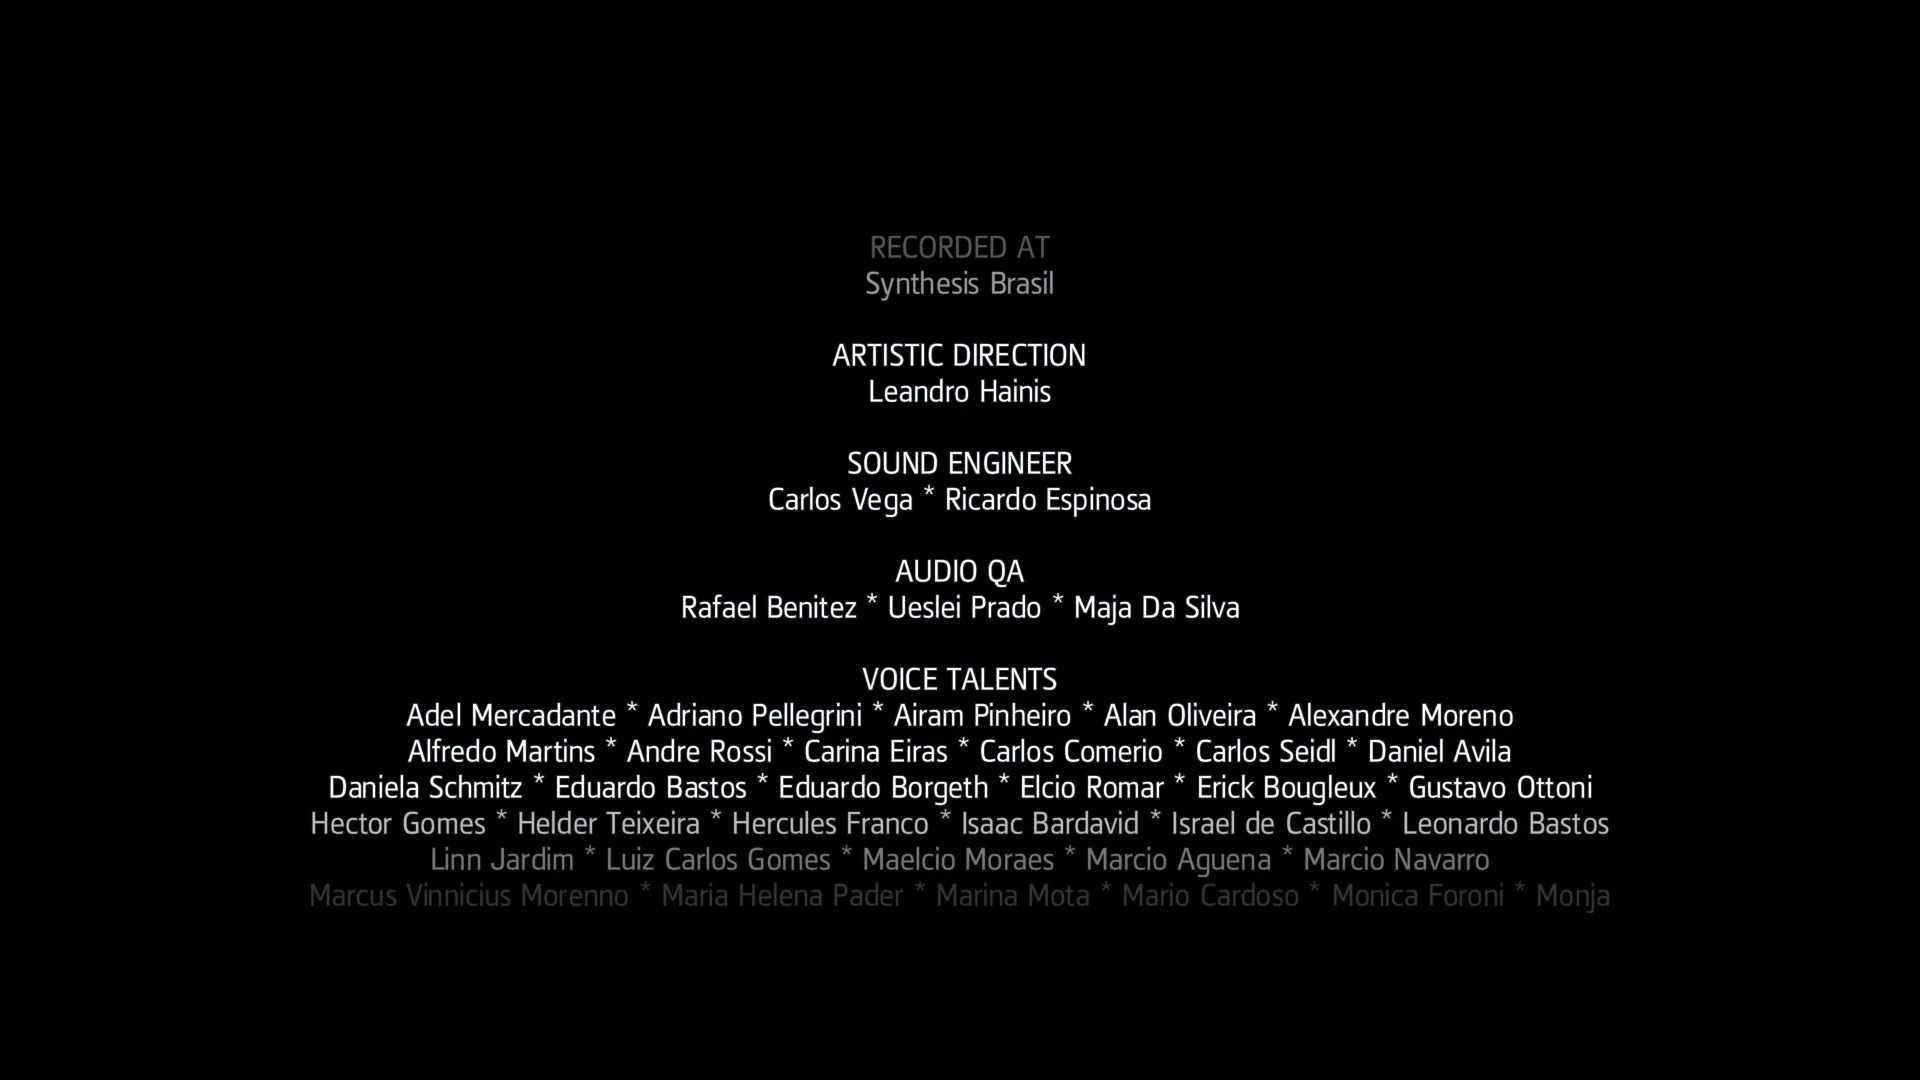 RECORDED AT
Synthesis Brasil
ARTISTIC DIRECTION
Leandro Hainis
SOUND ENGINEER
Carlos Vega * Ricardo Espinosa
AUDIO QA
Rafael Benitez * Ueslei Prado * Maja Da Silva
VOICE TALENTS
Adel Mercadante * Adriano Pellegrini * Airam Pinheiro * Alan Oliveira * Alexandre Moreno
Alfredo Martins * Andre Rossi * Carina Eiras * Carlos Comerio * Carlos Seidl * Daniel Avila
Daniela Schmitz * Eduardo Bastos * Eduardo Borgeth * Elcio Romar * Erick Bougleux * Gustavo Ottoni
Hector Gomes * Helder Teixeira * Hercules Franco * Isaac Bardavid * Israel de Castillo * Leonardo Bastos
Linn Jardim * Luiz Carlos Gomes * Maelcio Moraes * Marcio Aguena * Marcio Navarro
Marcus Vinnicius Morenno * Maria Helena Pader * Marina Mota * Mario Cardoso * Monica Foroni * Monja